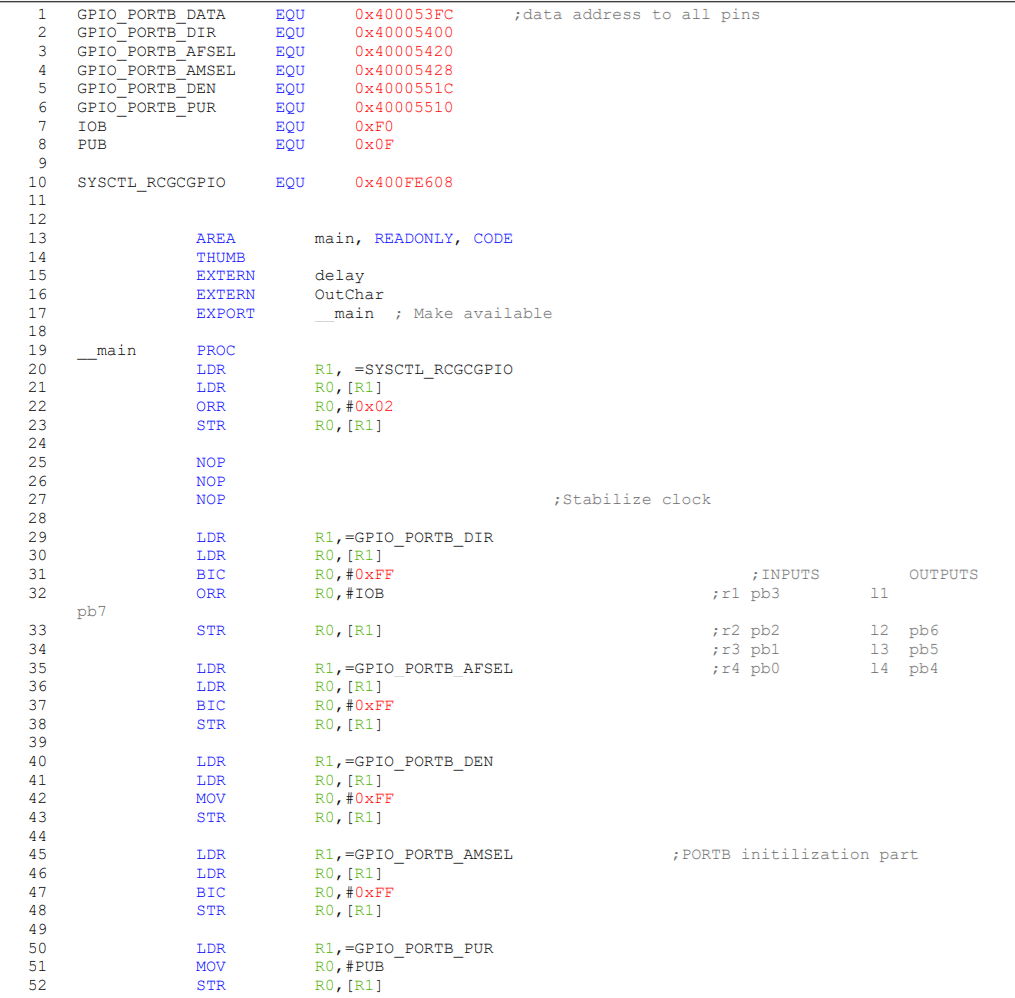 1 GPIO_PORTB_DATA EQU 0x400053FC ;data address to all pins
2 GPIO_PORTB_DIR EQU 0x40005400
3 GPIO_PORTB_AFSEL EQU 0x40005420
4 GPIO_PORTB_AMSEL EQU 0x40005428
5 GPIO_PORTB_DEN EQU 0x4000551C
6 GPIO_PORTB_PUR EQU 0x40005510
7 IOB EQU 0xF0
8 PUB EQU 0x0F
9
10 SYSCTL_RCGCGPIO EQU 0x400FE608
11
12
13 AREA main, READONLY, CODE
14 THUMB
15 EXTERN delay
16 EXTERN OutChar
17 EXPORT __main ; Make available
18
19 __main PROC
20 LDR R1, =SYSCTL_RCGCGPIO
21 LDR R0,[R1]
22 ORR R0,#0x02
23 STR R0,[R1]
24
25 NOP
26 NOP
27 NOP ;Stabilize clock
28
29 LDR R1,=GPIO_PORTB_DIR
30 LDR R0,[R1]
31 BIC R0,#0xFF ;INPUTS OUTPUTS
32 ORR R0,#IOB ;r1 pb3 l1
pb7
33 STR R0,[R1] ;r2 pb2 l2 pb6
34 ;r3 pb1 l3 pb5
35 LDR R1,=GPIO_PORTB_AFSEL ;r4 pb0 l4 pb4
36 LDR R0,[R1]
37 BIC R0,#0xFF
38 STR R0,[R1]
39
40 LDR R1,=GPIO_PORTB_DEN
41 LDR R0,[R1]
42 MOV R0,#0xFF
43 STR R0,[R1]
44
45 LDR R1,=GPIO_PORTB_AMSEL ;PORTB initilization part
46 LDR R0,[R1]
47 BIC R0,#0xFF
48 STR R0,[R1]
49
50 LDR R1,=GPIO_PORTB_PUR
51 MOV R0,#PUB
52 STR R0,[R1]